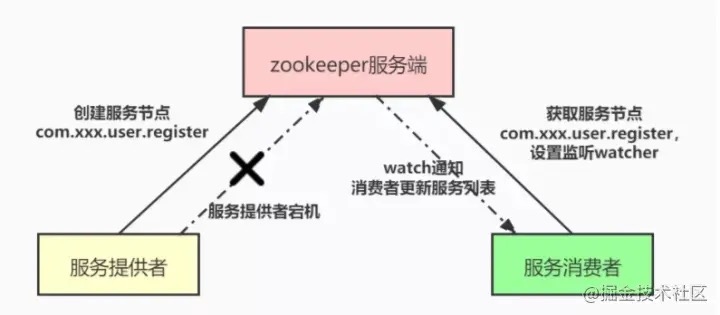 zookeeper服务端
创建服务节点
com.xxx.user.register
获取服务节点
com.xxx.user.register,
设置监听watcher
watch通知
消费者更新服务列表
服务提供者宕机
服务提供者
服务消费者
@掘金技术社区